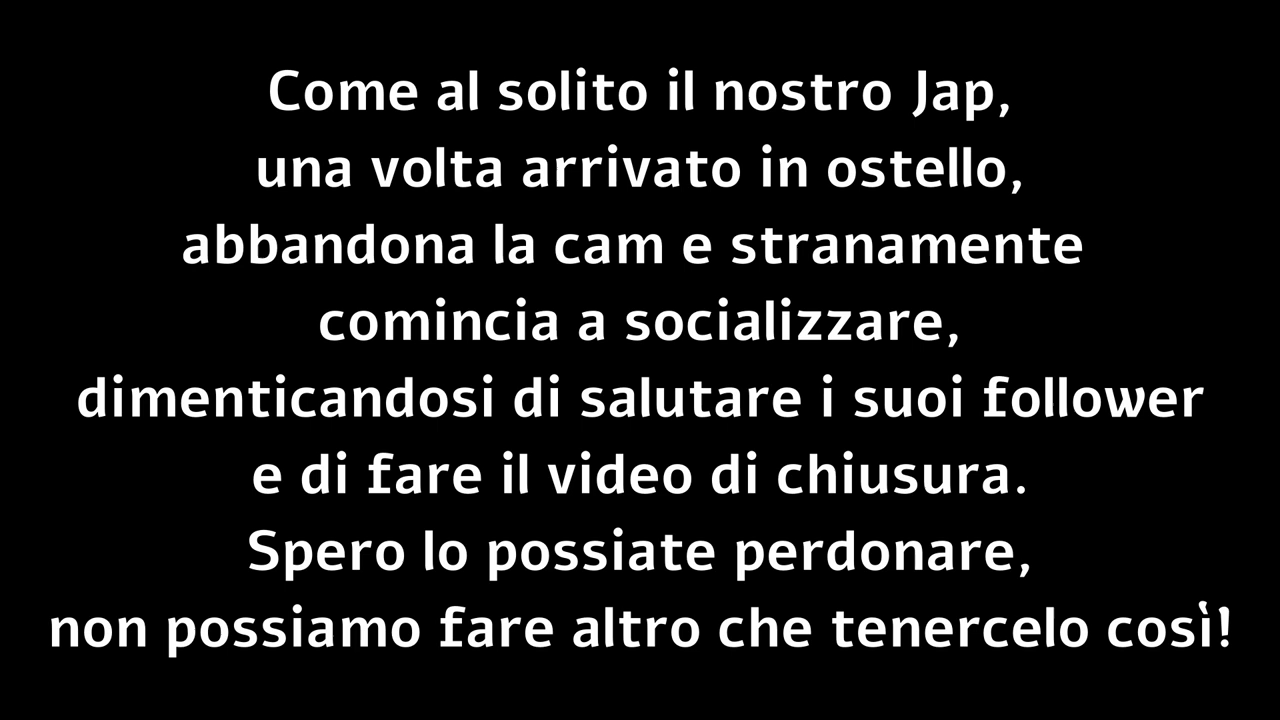 Come al solito il nostro Jap,
una volta arrivato in ostello,
abbandona la cam e stranamente
comincia a socializzare,
dimenticandosi di salutare i suoi follower
e di fare il video di chiusura.
Spero lo possiate perdonare,
non possiamo fare altro che tenercelo così!